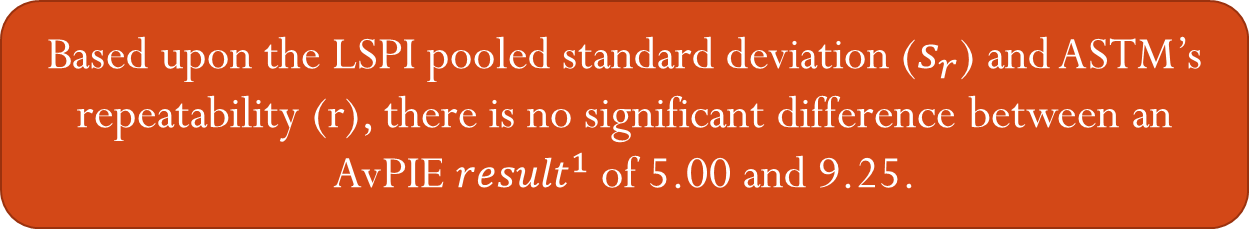 Based upon the LSPI pooled standard deviation (s_r) and ASTM’s
repeatability (r), there is no significant difference between an
AvPIE result¹ of 5.00 and 9.25.